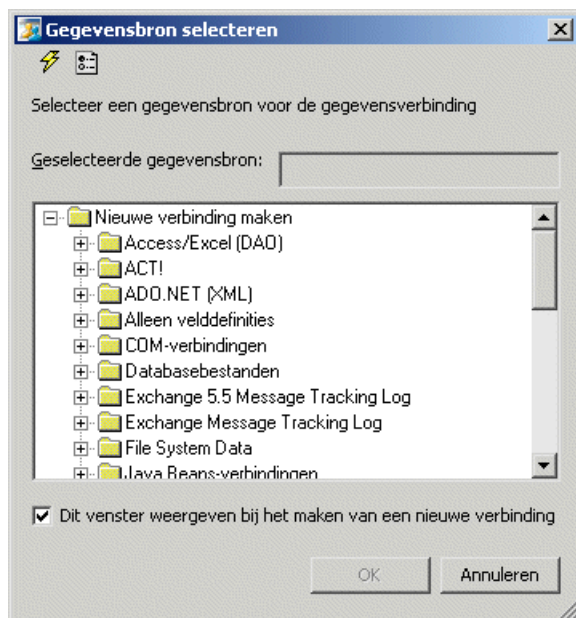 Gegevensbron selecteren
Selecteer een gegevensbron voor de gegevensverbinding
Geselecteerde gegevensbron:
Nieuwe verbinding maken
Access/Excel (DAO)
ACT!
ADO.NET (XML)
Alleen velddefinities
COM-verbindingen
Databasebestanden
Exchange 5.5 Message Tracking Log
Exchange Message Tracking Log
File System Data
Java Beans-verbindingen
Dit venster weergeven bij het maken van een nieuwe verbinding
OK Annuleren